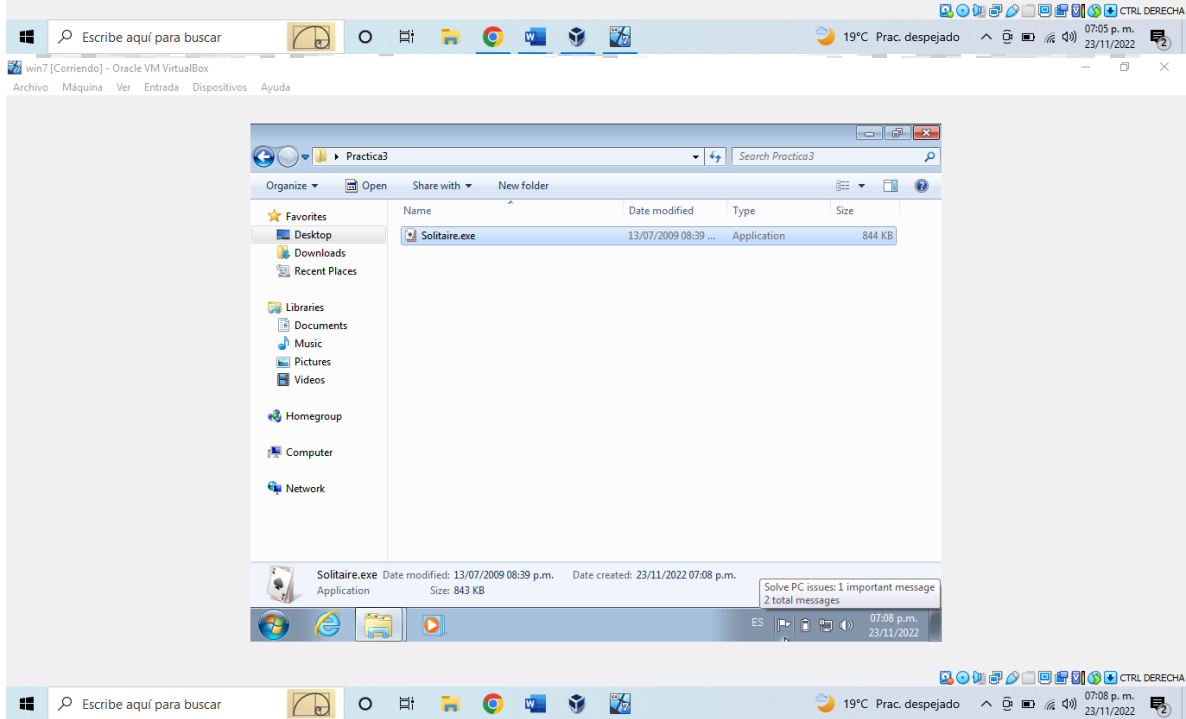 CTRL DERECHA
Escribe aquí para buscar
19°C Prac. despejado
07:05 p. m.
23/11/2022
2
win7 [Corriendo] - Oracle VM VirtualBox
Archivo Máquina Ver Entrada Dispositivos Ayuda
Practica3
Search Practica3
Organize Open Share with New folder
Name Date modified Type Size
Favorites
Desktop
Solitaire.exe 13/07/2009 08:39 ... Application 844 KB
Downloads
Recent Places
Libraries
Documents
Music
Pictures
Videos
Homegroup
Computer
Network
Solitaire.exe Date modified: 13/07/2009 08:39 p.m. Date created: 23/11/2022 07:08 p.m.
Application Size: 843 KB
Solve PC issues: 1 important message
2 total messages
ES
07:08 p.m.
23/11/2022
CTRL DERECHA
Escribe aquí para buscar
19°C Prac. despejado
07:08 p. m.
23/11/2022
2